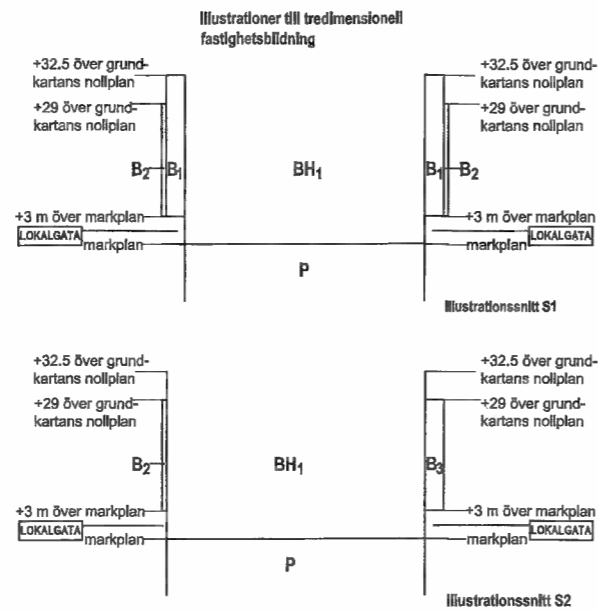 Illustrationer till tredimensionell
fastighetsbildning
+32.5 över grund-
kartans nollplan
+32.5 över grund-
kartans nollplan
+29 över grund-
kartans nollplan
+29 över grund-
kartans nollplan
B2 B1 BH1 B1 B2
+3 m över markplan
+3 m över markplan
LOKALGATA markplan
markplan LOKALGATA
P
Illustrationssnitt S1
+32.5 över grund-
kartans nollplan
+32.5 över grund-
kartans nollplan
+29 över grund-
kartans nollplan
+29 över grund-
kartans nollplan
B2 BH1 B3
+3 m över markplan
+3 m över markplan
LOKALGATA markplan
markplan LOKALGATA
P
Illustrationssnitt S2